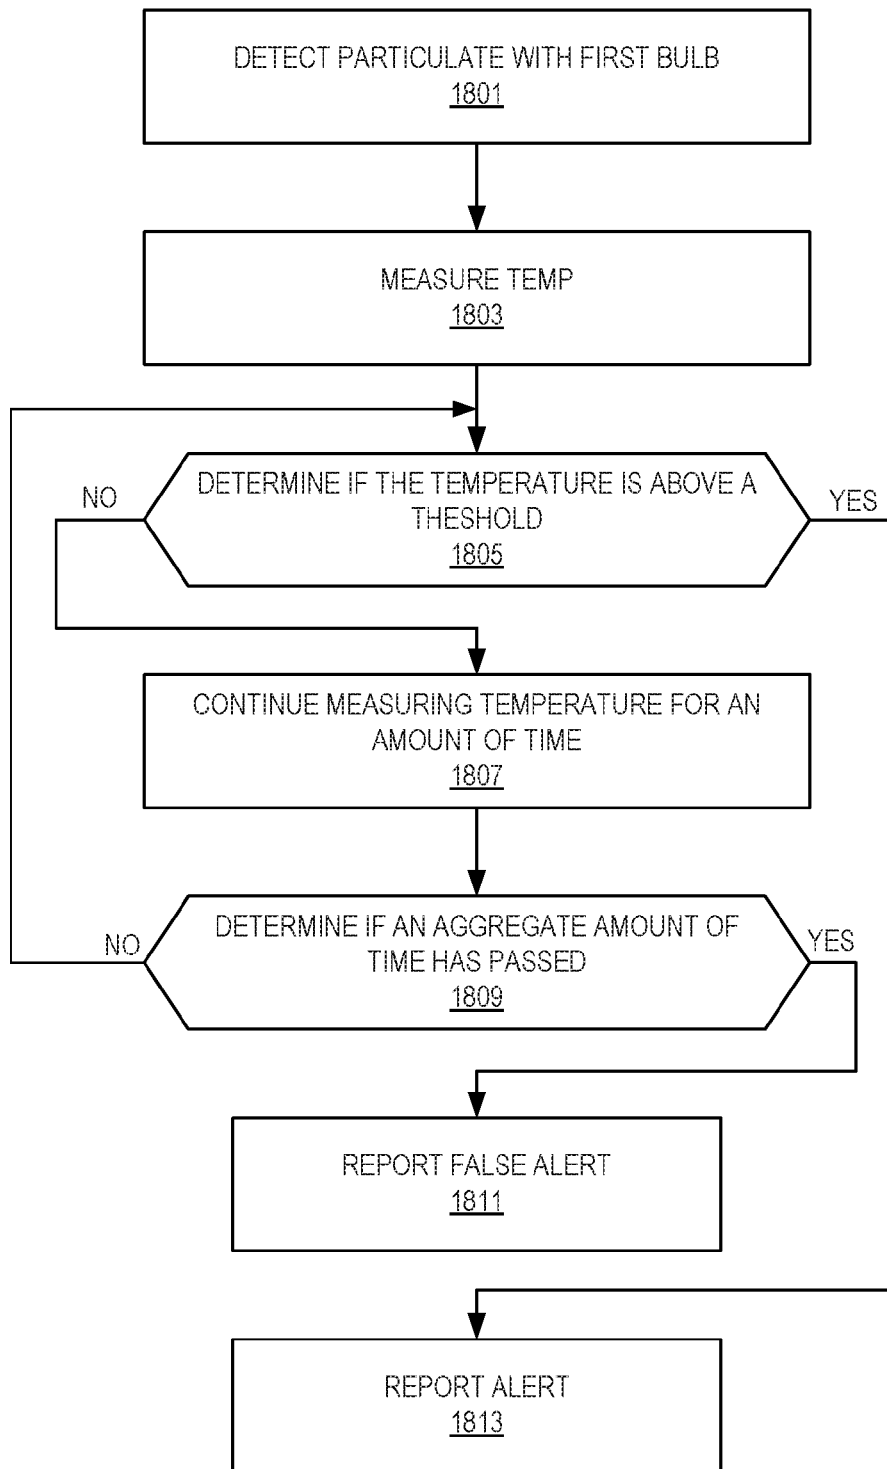 DETECT PARTICULATE WITH FIRST BULB
1801
MEASURE TEMP
1803
DETERMINE IF THE TEMPERATURE IS ABOVE A
THESHOLD
1805
NO
YES
CONTINUE MEASURING TEMPERATURE FOR AN
AMOUNT OF TIME
1807
DETERMINE IF AN AGGREGATE AMOUNT OF
TIME HAS PASSED
1809
NO
YES
REPORT FALSE ALERT
1811
REPORT ALERT
1813